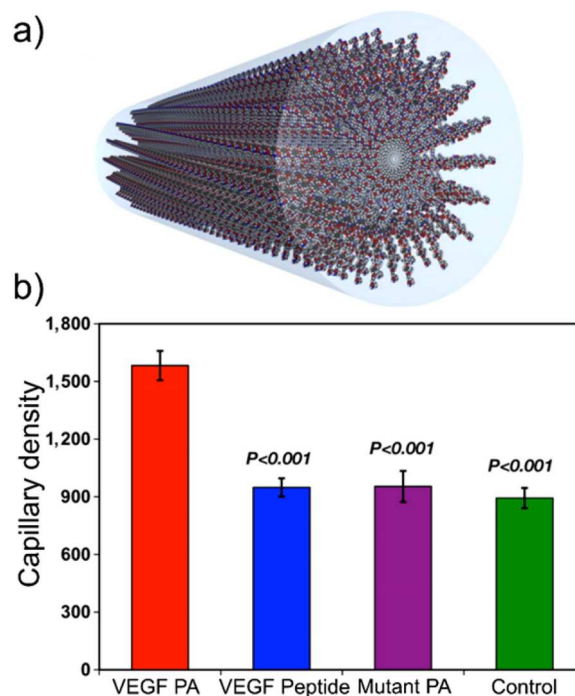 a)
b)
Capillary density
1,800
1,500
1,200
900
600
300
0
P<0.001
P<0.001
P<0.001
VEGF PA
VEGF Peptide
Mutant PA
Control